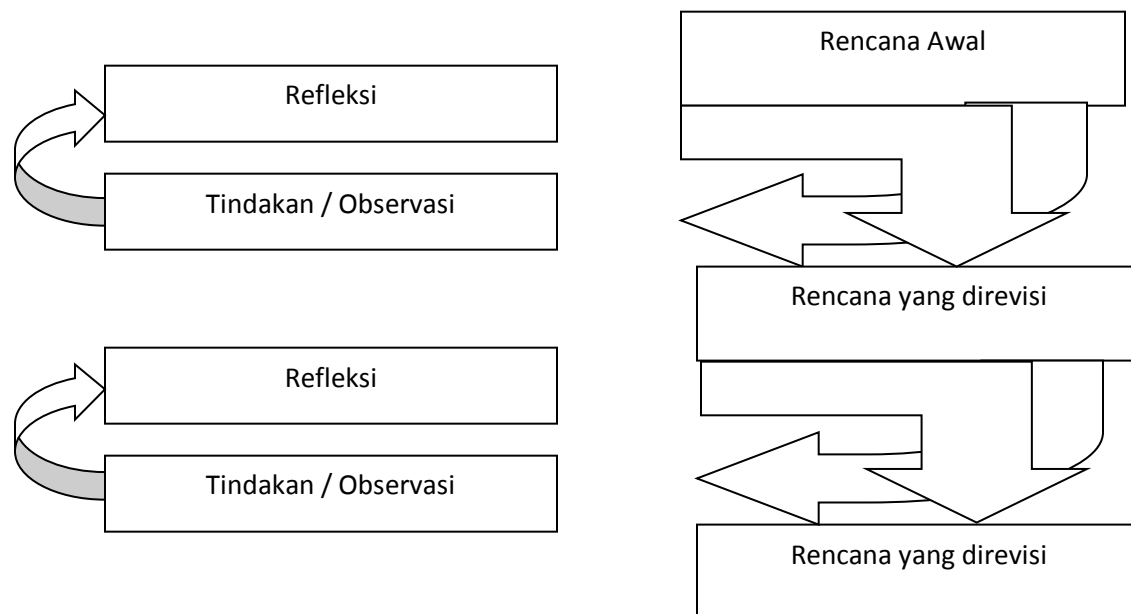 Rencana Awal
Refleksi
Tindakan / Observasi
Rencana yang direvisi
Refleksi
Tindakan / Observasi
Rencana yang direvisi